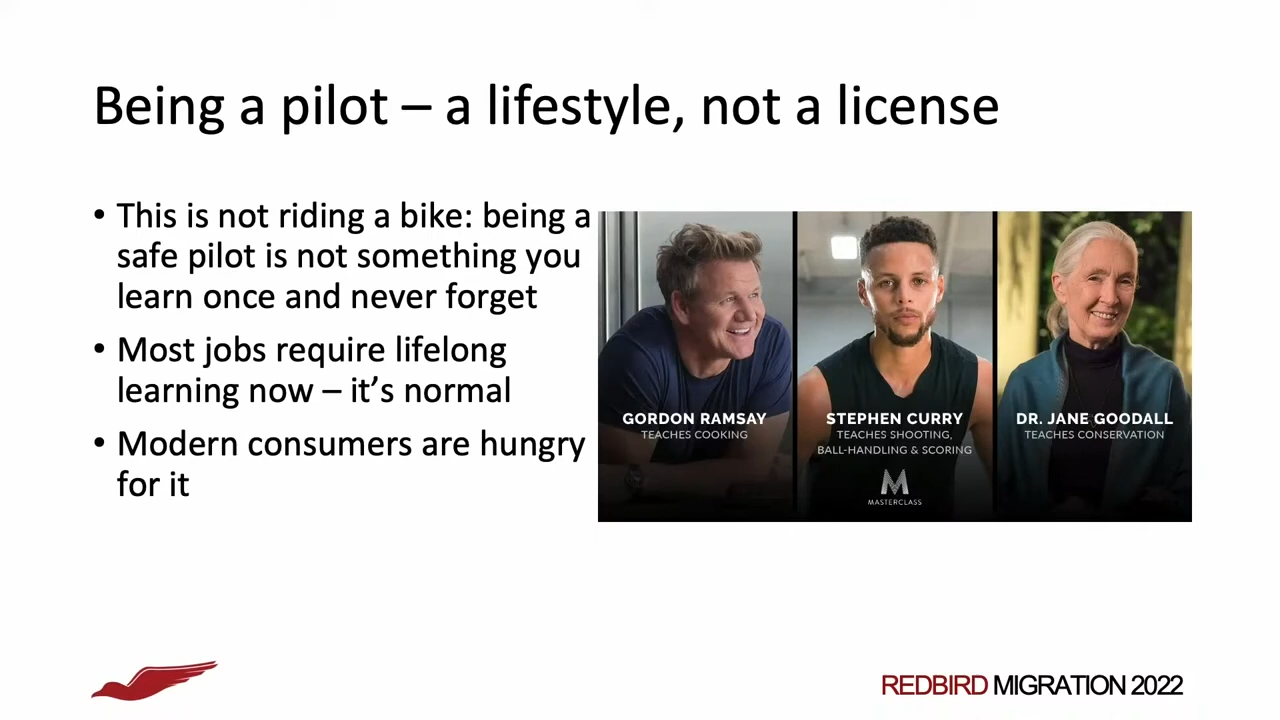 Being a pilot – a lifestyle, not a license
• This is not riding a bike: being a
safe pilot is not something you
learn once and never forget
• Most jobs require lifelong
learning now – it’s normal
• Modern consumers are hungry
for it
GORDON RAMSAY
TEACHES COOKING
STEPHEN CURRY
TEACHES SHOOTING,
BALL-HANDLING & SCORING
M
MASTERCLASS
DR. JANE GOODALL
TEACHES CONSERVATION
REDBIRD MIGRATION 2022